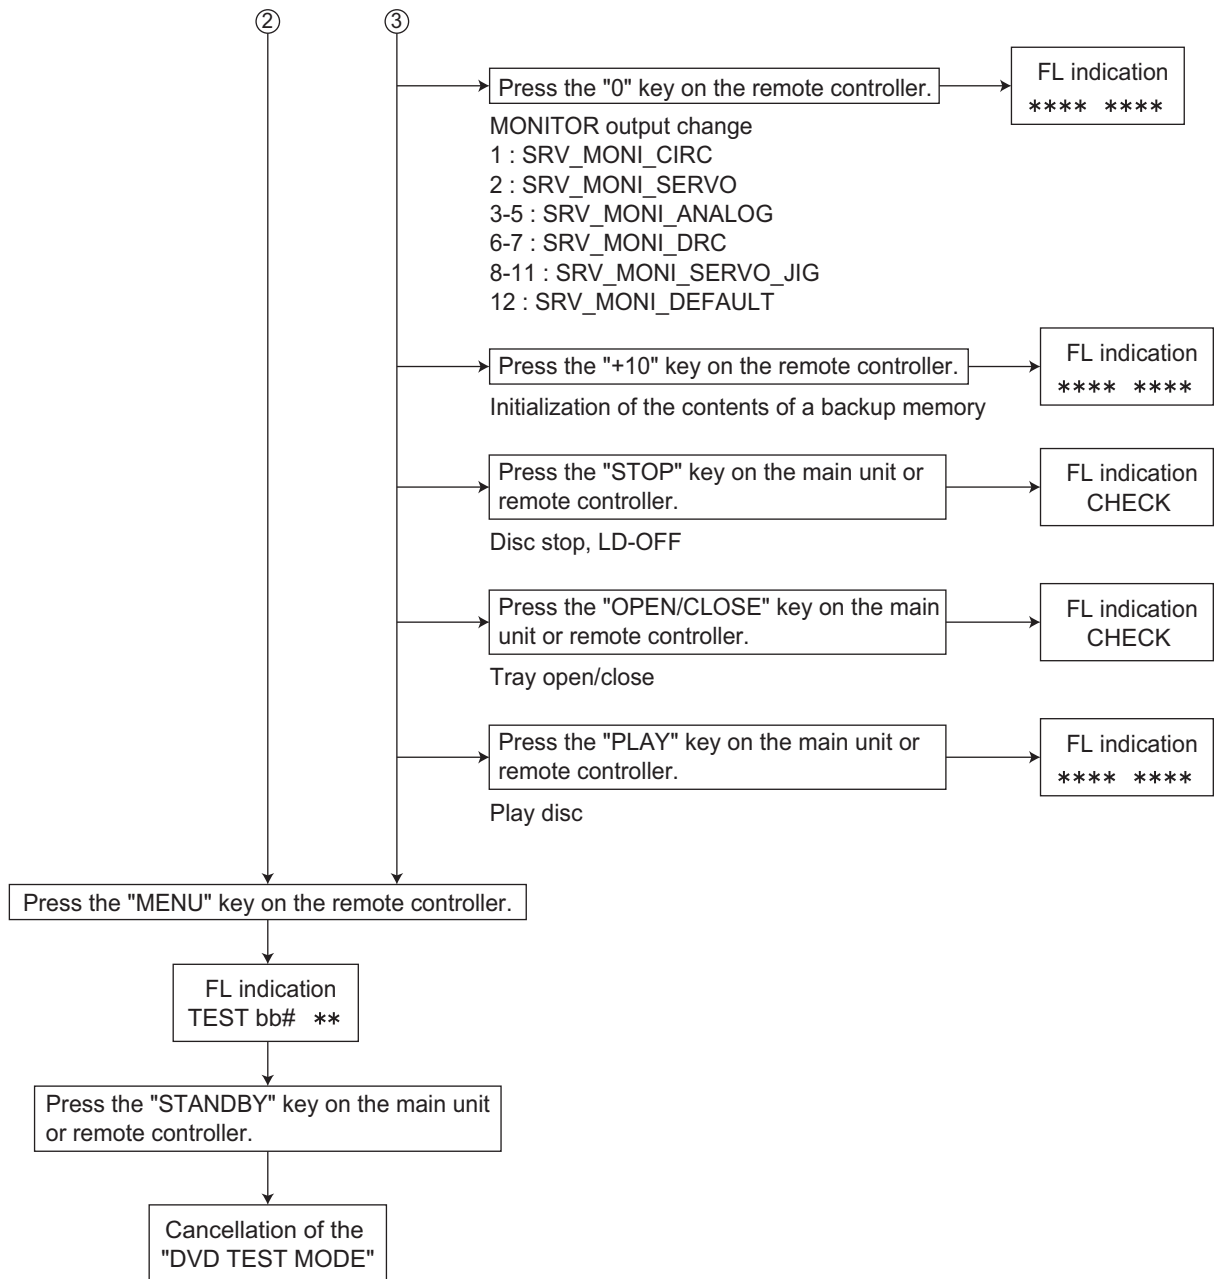 ② ③
Press the "0" key on the remote controller.
FL indication
**** ****
MONITOR output change
1 : SRV_MONI_CIRC
2 : SRV_MONI_SERVO
3-5 : SRV_MONI_ANALOG
6-7 : SRV_MONI_DRC
8-11 : SRV_MONI_SERVO_JIG
12 : SRV_MONI_DEFAULT
Press the "+10" key on the remote controller.
FL indication
**** ****
Initialization of the contents of a backup memory
Press the "STOP" key on the main unit or
remote controller.
FL indication
CHECK
Disc stop, LD-OFF
Press the "OPEN/CLOSE" key on the main
unit or remote controller.
FL indication
CHECK
Tray open/close
Press the "PLAY" key on the main unit or
remote controller.
FL indication
**** ****
Play disc
Press the "MENU" key on the remote controller.
FL indication
TEST bb# **
Press the "STANDBY" key on the main unit
or remote controller.
Cancellation of the
"DVD TEST MODE"